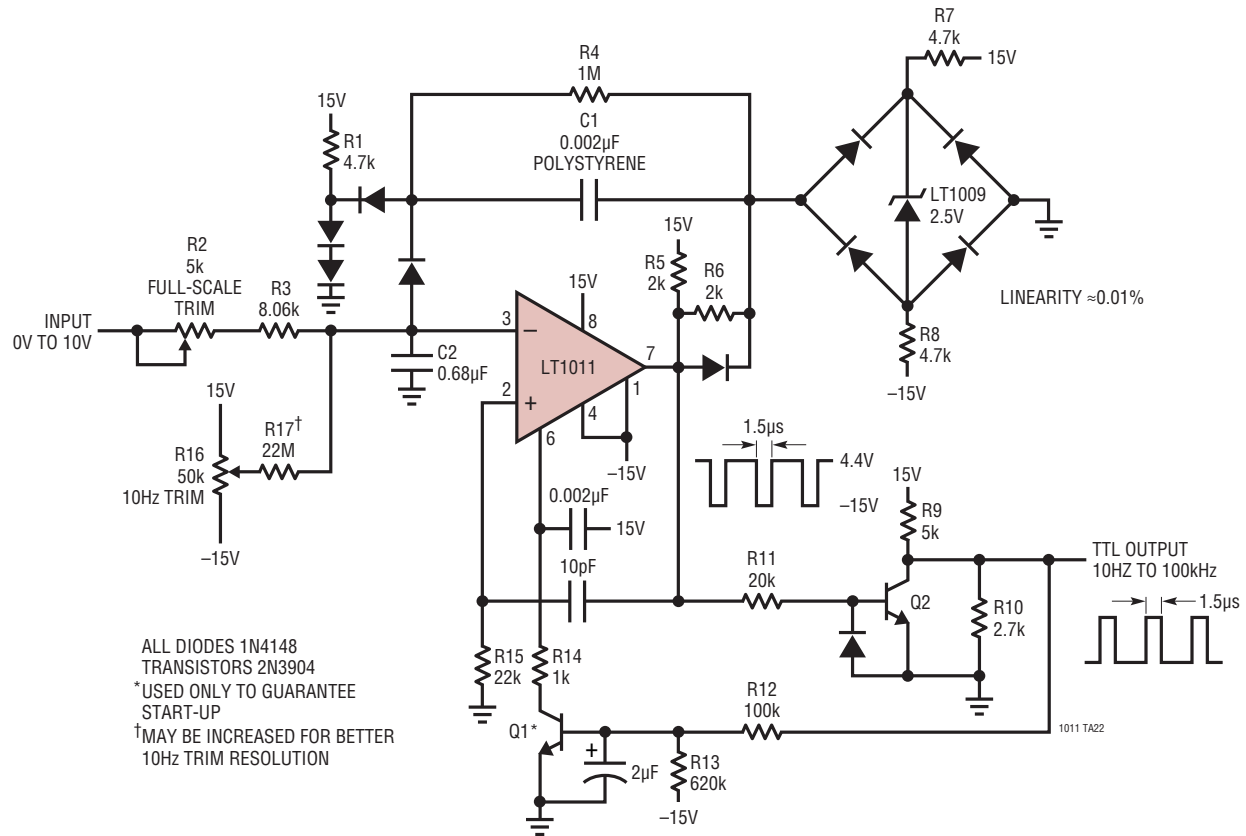 R7
4.7k
15V
R4
1M
15V
R1
4.7k
C1
0.002µF
POLYSTYRENE
LT1009
2.5V
R2
5k
FULL-SCALE
TRIM
R3
8.06k
INPUT
0V TO 10V
15V
R5
2k
R6
2k
LINEARITY ≈0.01%
15V
3
–
8
C2
0.68µF
LT1011
7
2
+
1
4
6
–15V
R8
4.7k
–15V
15V
R17†
22M
R16
50k
10Hz TRIM
–15V
1.5µs
4.4V
–15V
0.002µF
15V
10pF
15V
R9
5k
TTL OUTPUT
10HZ TO 100kHz
1.5µs
R11
20k
Q2
R10
2.7k
R15
22k
R14
1k
ALL DIODES 1N4148
TRANSISTORS 2N3904
*USED ONLY TO GUARANTEE
START-UP
†MAY BE INCREASED FOR BETTER
10Hz TRIM RESOLUTION
Q1*
R12
100k
+
2µF
R13
620k
–15V
1011 TA22